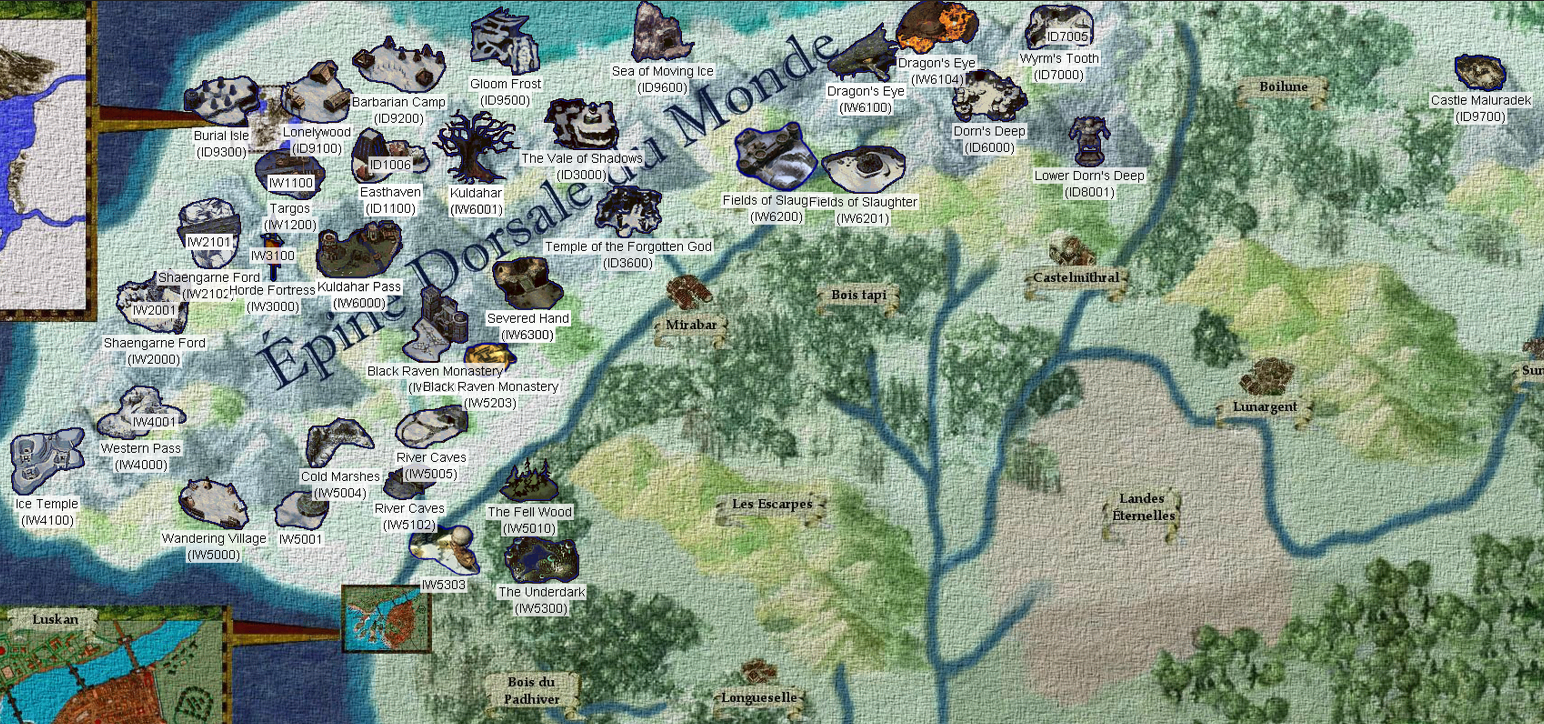 Gloom Frost
(ID9500)
Sea of Moving Ice
(ID9600)
Dragon's Eye
(IW6104)
Dragon's Eye
(IW6100)
ID7005
Wyrm's Tooth
(ID7000)
Boilune
Castle Maluradek
(ID9700)
Barbarian Camp
(ID9200)
Burial Isle
(ID9300)
Lonelywood
(ID9100)
IW1100
Targos
(IW1200)
ID1006
Easthaven
(ID1100)
Kuldahar
(IW6001)
The Vale of Shadows
(ID3000)
Épine Dorsale du Monde
Dorn's Deep
(ID6000)
Lower Dorn's Deep
(ID8001)
Fields of Slaug
(IW6200)
Fields of Slaughter
(IW6201)
Temple of the Forgotten God
(ID3600)
IW2101
Shaengarne Ford
(IW2102
IW3100
Horde Fortress
(IW3000)
Kuldahar Pass
(IW6000)
Severed Hand
(IW6300)
IW2001
Shaengarne Ford
(IW2000)
Mirabar
Bois tapi
Castelmithral
Black Raven Monastery
Black Raven Monastery
(IW5203)
Sun
Lunargent
IW4001
Western Pass
(IW4000)
Ice Temple
(IW4100)
Cold Marshes
(IW5004)
River Caves
(IW5005)
River Caves
(IW5102)
The Fell Wood
(IW5010)
Les Escarpes
Landes
Éternelles
Wandering Village
(IW5000)
IW5001
IW5303
The Underdark
(IW5300)
Luskan
Bois du
Padhiver
Longueselle